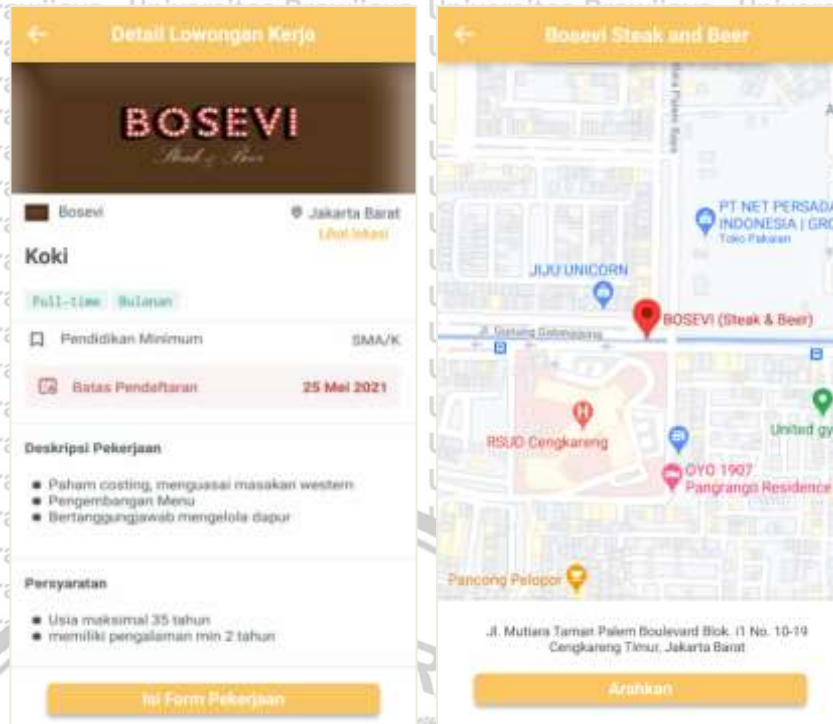 Detail Lowongan Kerja
BOSEVI
Steak & Beer
Bosevi
Jakarta Barat
Lihat lokasi
Koki
Full-time Bulanan
Pendidikan Minimum SMA/K
Batas Pendaftaran 25 Mei 2021
Deskripsi Pekerjaan
Paham costing, menguasai masakan western
Pengembangan Menu
Bertanggungjawab mengelola dapur
Persyaratan
Usia maksimal 35 tahun
memiliki pengalaman min 2 tahun
Isi Form Pekerjaan
Bosevi Steak and Beer
PT NET PERSADA
INDONESIA | GRO
Toko Pakaian
JIJU UNICORN
BOSEVI (Steak & Beer)
RSUD Cengkareng
United gy
OYO 1907
Pangrango Residence
Pancong Pelopor
Jl. Mutiara Taman Palem Boulevard Blok. i1 No. 10-19
Cengkareng Timur, Jakarta Barat
Arahkan